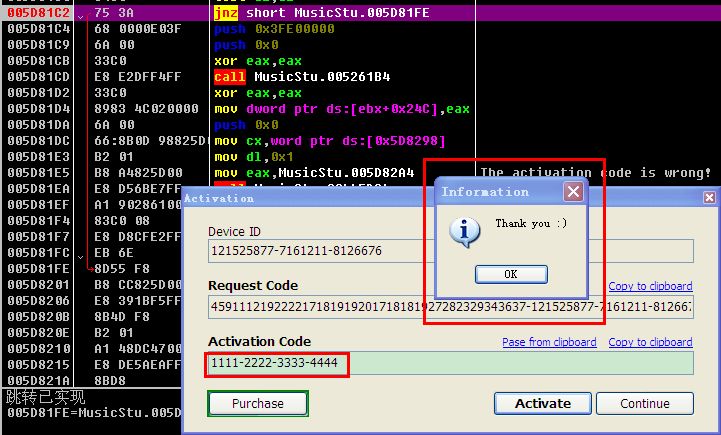 005D81C2 75 3A jnz short MusicStu.005D81FE
005D81C4 68 0000E03F push 0x3FE00000
005D81C9 6A 00 push 0x0
005D81CB 33C0 xor eax,eax
005D81CD E8 E2DFF4FF call MusicStu.005261B4
005D81D2 33C0 xor eax,eax
005D81D4 8983 4C020000 mov dword ptr ds:[ebx+0x24C],eax
005D81DA 6A 00 push 0x0
005D81DC 66:8B0D 98825D0 mov cx,word ptr ds:[0x5D8298]
005D81E3 B2 01 mov dl,0x1
005D81E5 B8 A4825D00 mov eax,MusicStu.005D82A4 The activation code is wrong!
005D81EA E8 D56BE7FF
005D81EF A1 90286100
005D81F4 83C0 08
005D81F7 E8 D8CFE2FF
005D81FC EB 6E
005D81FE 8D55 F8
005D8201 B8 CC825D00
005D8206 E8 391BF5FF
005D820B 8B4D F8
005D820E B2 01
005D8210 A1 48DC4700
005D8215 E8 DE5AEAFF
005D821A 8BD8
跳转已实现
005D81FE=MusicStu.005D
Activation
Device ID
121525877-7161211-8126676
Request Code
Copy to clipboard
Activation Code
Pase from clipboard Copy to clipboard
1111-2222-3333-4444
Purchase Activate Continue
Information
Thank you :)
OK